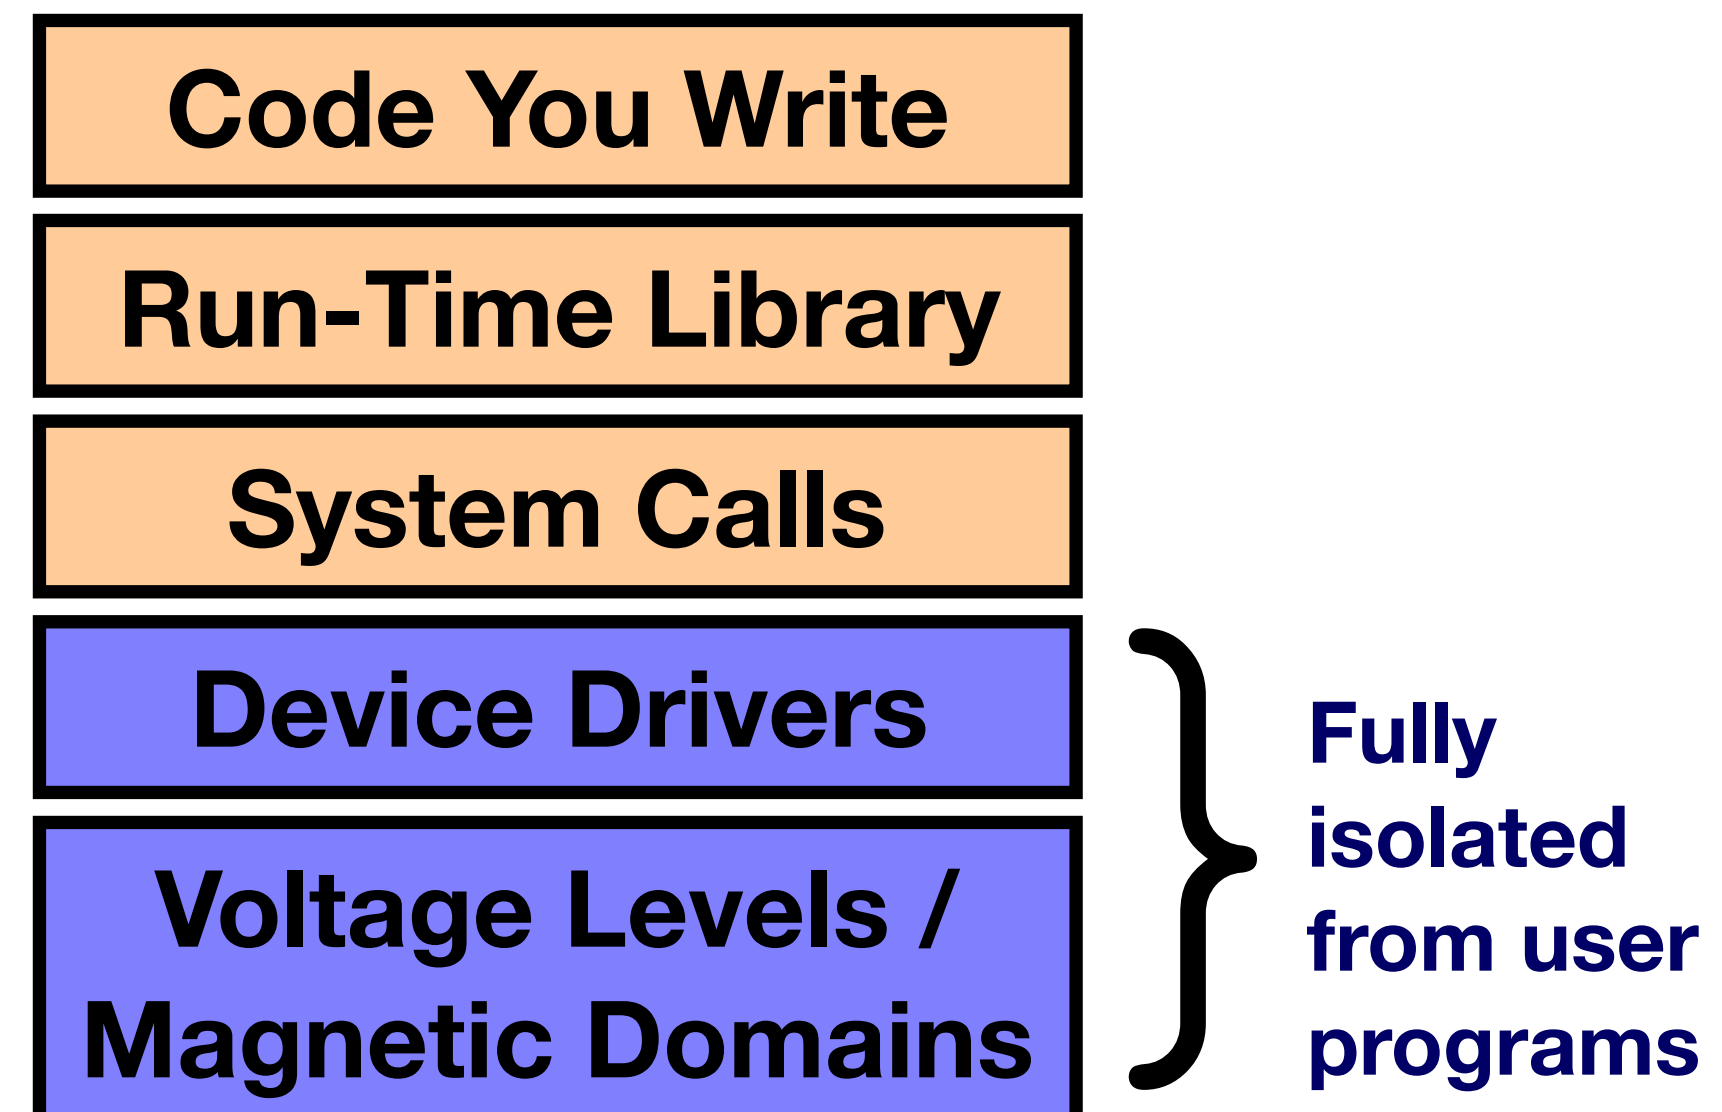 Code You Write
Run-Time Library
System Calls
Device Drivers
Voltage Levels /
Magnetic Domains
Fully
isolated
from user
programs